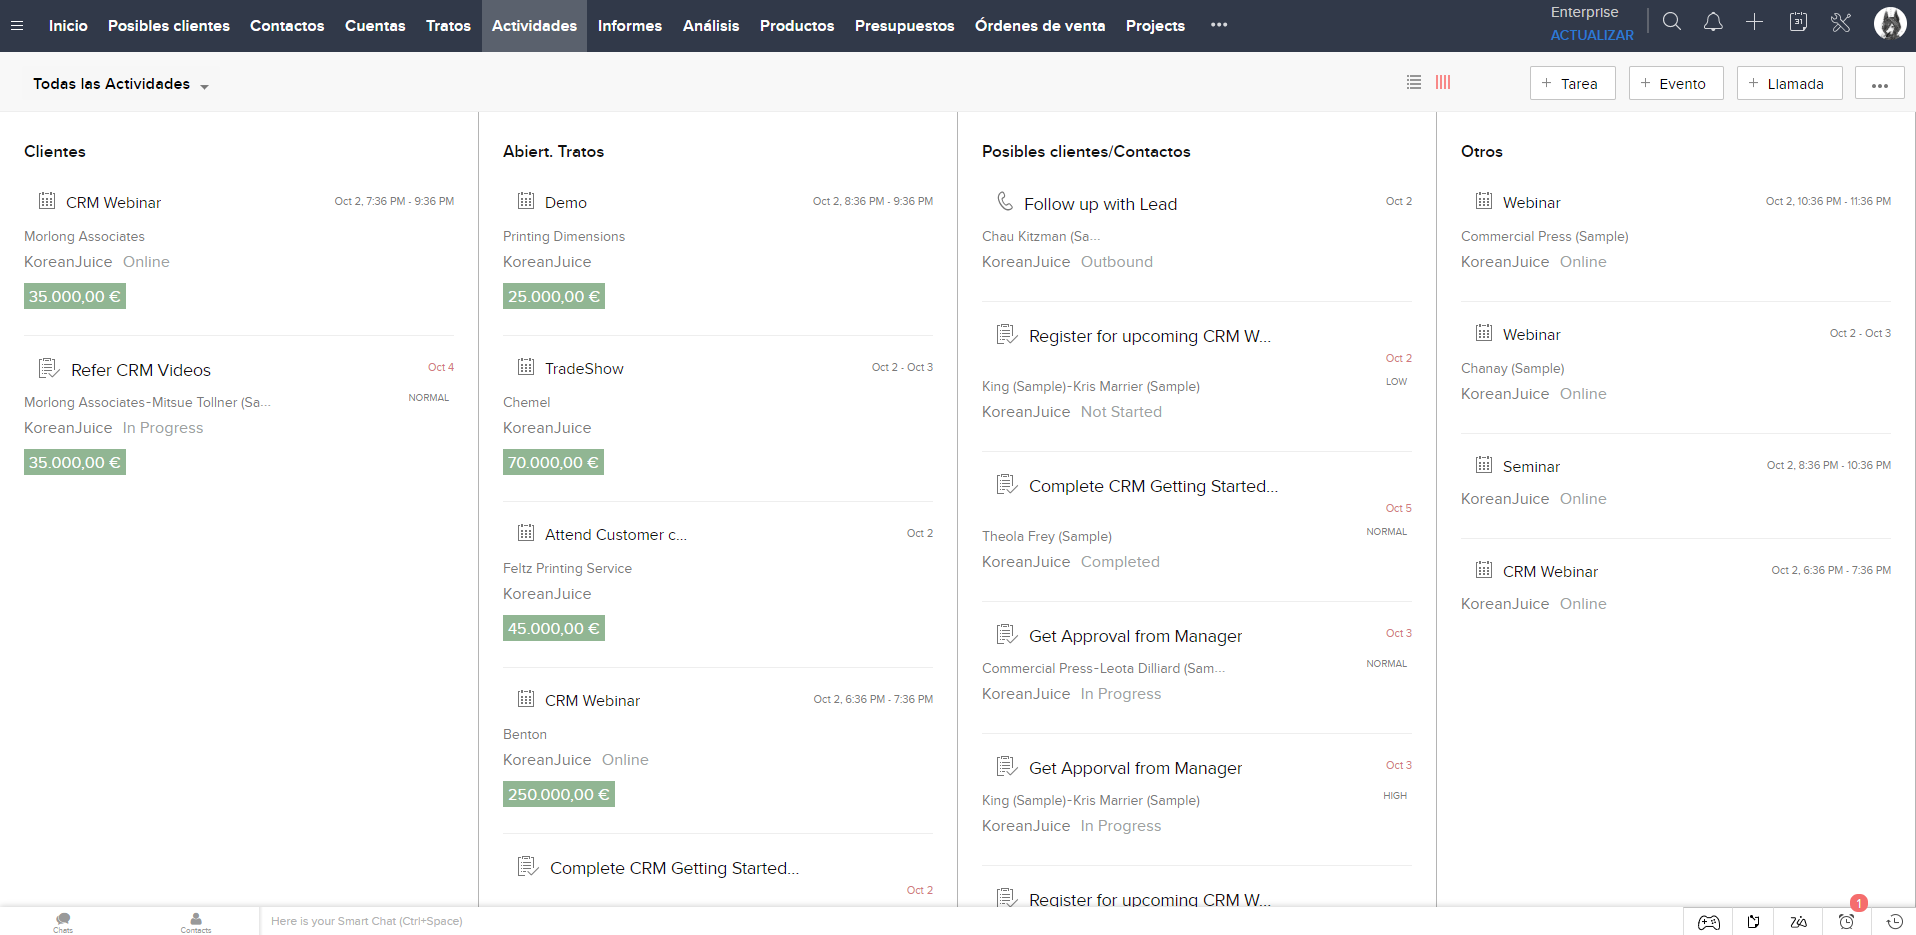 Inicio Posibles clientes Contactos Cuentas Tratos Actividades Informes Análisis Productos Presupuestos Órdenes de venta Projects ...
Enterprise
ACTUALIZAR
31
Todas las Actividades
+ Tarea
+ Evento
+ Llamada
...
Clientes
CRM Webinar Oct 2, 7:36 PM - 9:36 PM
Morlong Associates
KoreanJuice Online
35.000,00 €
Refer CRM Videos Oct 4
Morlong Associates-Mitsue Tollner (Sa... NORMAL
KoreanJuice In Progress
35.000,00 €
Abiert. Tratos
Demo Oct 2, 8:36 PM - 9:36 PM
Printing Dimensions
KoreanJuice
25.000,00 €
TradeShow Oct 2 - Oct 3
Chemel
KoreanJuice
70.000,00 €
Attend Customer c... Oct 2
Feltz Printing Service
KoreanJuice
45.000,00 €
CRM Webinar Oct 2, 6:36 PM - 7:36 PM
Benton
KoreanJuice Online
250.000,00 €
Complete CRM Getting Started...
Oct 2
Posibles clientes/Contactos
Follow up with Lead Oct 2
Chau Kitzman (Sa...
KoreanJuice Outbound
Register for upcoming CRM W...
Oct 2
LOW
King (Sample)-Kris Marrier (Sample)
KoreanJuice Not Started
Complete CRM Getting Started...
Oct 5
NORMAL
Theola Frey (Sample)
KoreanJuice Completed
Get Approval from Manager Oct 3
Commercial Press-Leota Dilliard (Sam... NORMAL
KoreanJuice In Progress
Get Apporval from Manager Oct 3
King (Sample)-Kris Marrier (Sample) HIGH
KoreanJuice In Progress
Register for upcoming CRM W...
Otros
Webinar Oct 2, 10:36 PM - 11:36 PM
Commercial Press (Sample)
KoreanJuice Online
Webinar Oct 2 - Oct 3
Chanay (Sample)
KoreanJuice Online
Seminar Oct 2, 8:36 PM - 10:36 PM
KoreanJuice Online
CRM Webinar Oct 2, 6:36 PM - 7:36 PM
KoreanJuice Online
Chats
Contacts
Here is your Smart Chat (Ctrl+Space)
1